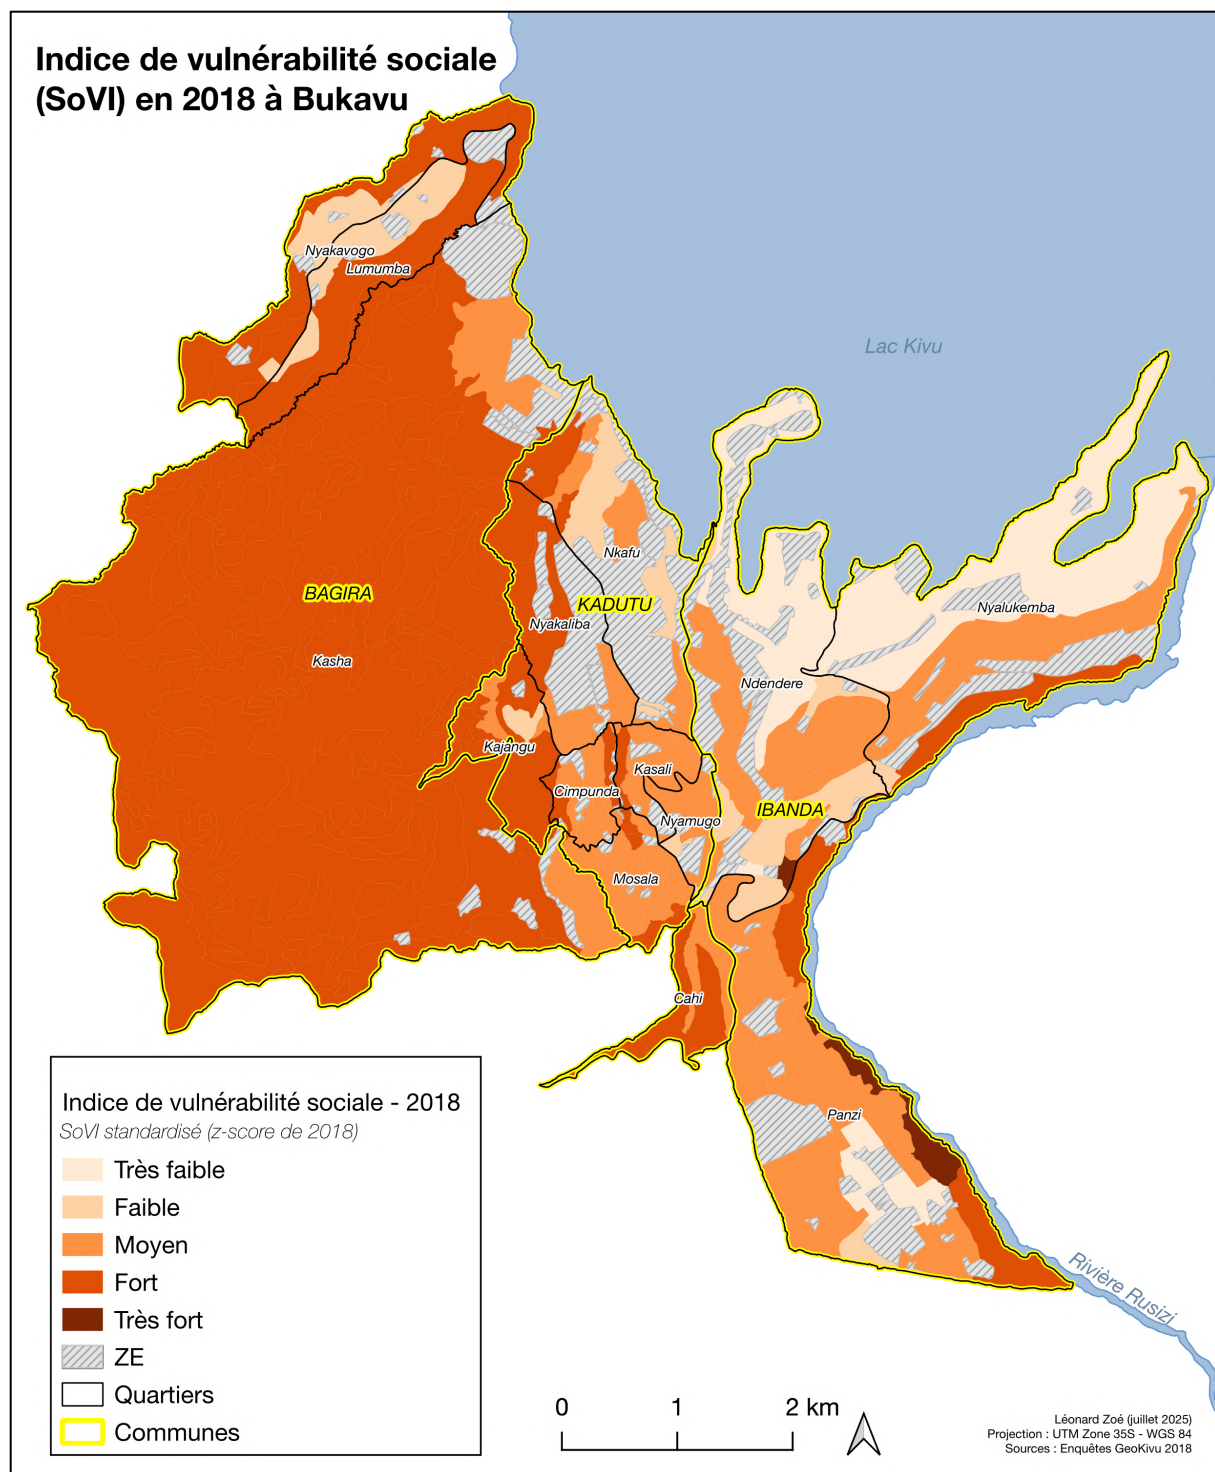 Indice de vulnérabilité sociale
(SoVI) en 2018 à Bukavu
Nyakavogo
Lumumba
Lac Kivu
Nkafu
BAGIRA
KADUTU
Nyalukemba
Nyakaliba
Kasha
Ndendere
Kajangu
Kasali
Cimpunda
IBANDA
Nyamugo
Mosala
Cahi
Panzi
Rivière Rusizi
Indice de vulnérabilité sociale - 2018
SoVI standardisé (z-score de 2018)
Très faible
Faible
Moyen
Fort
Très fort
ZE
Quartiers
Communes
0 1 2 km
Léonard Zoé (juillet 2025)
Projection : UTM Zone 35S - WGS 84
Sources : Enquêtes GeoKivu 2018